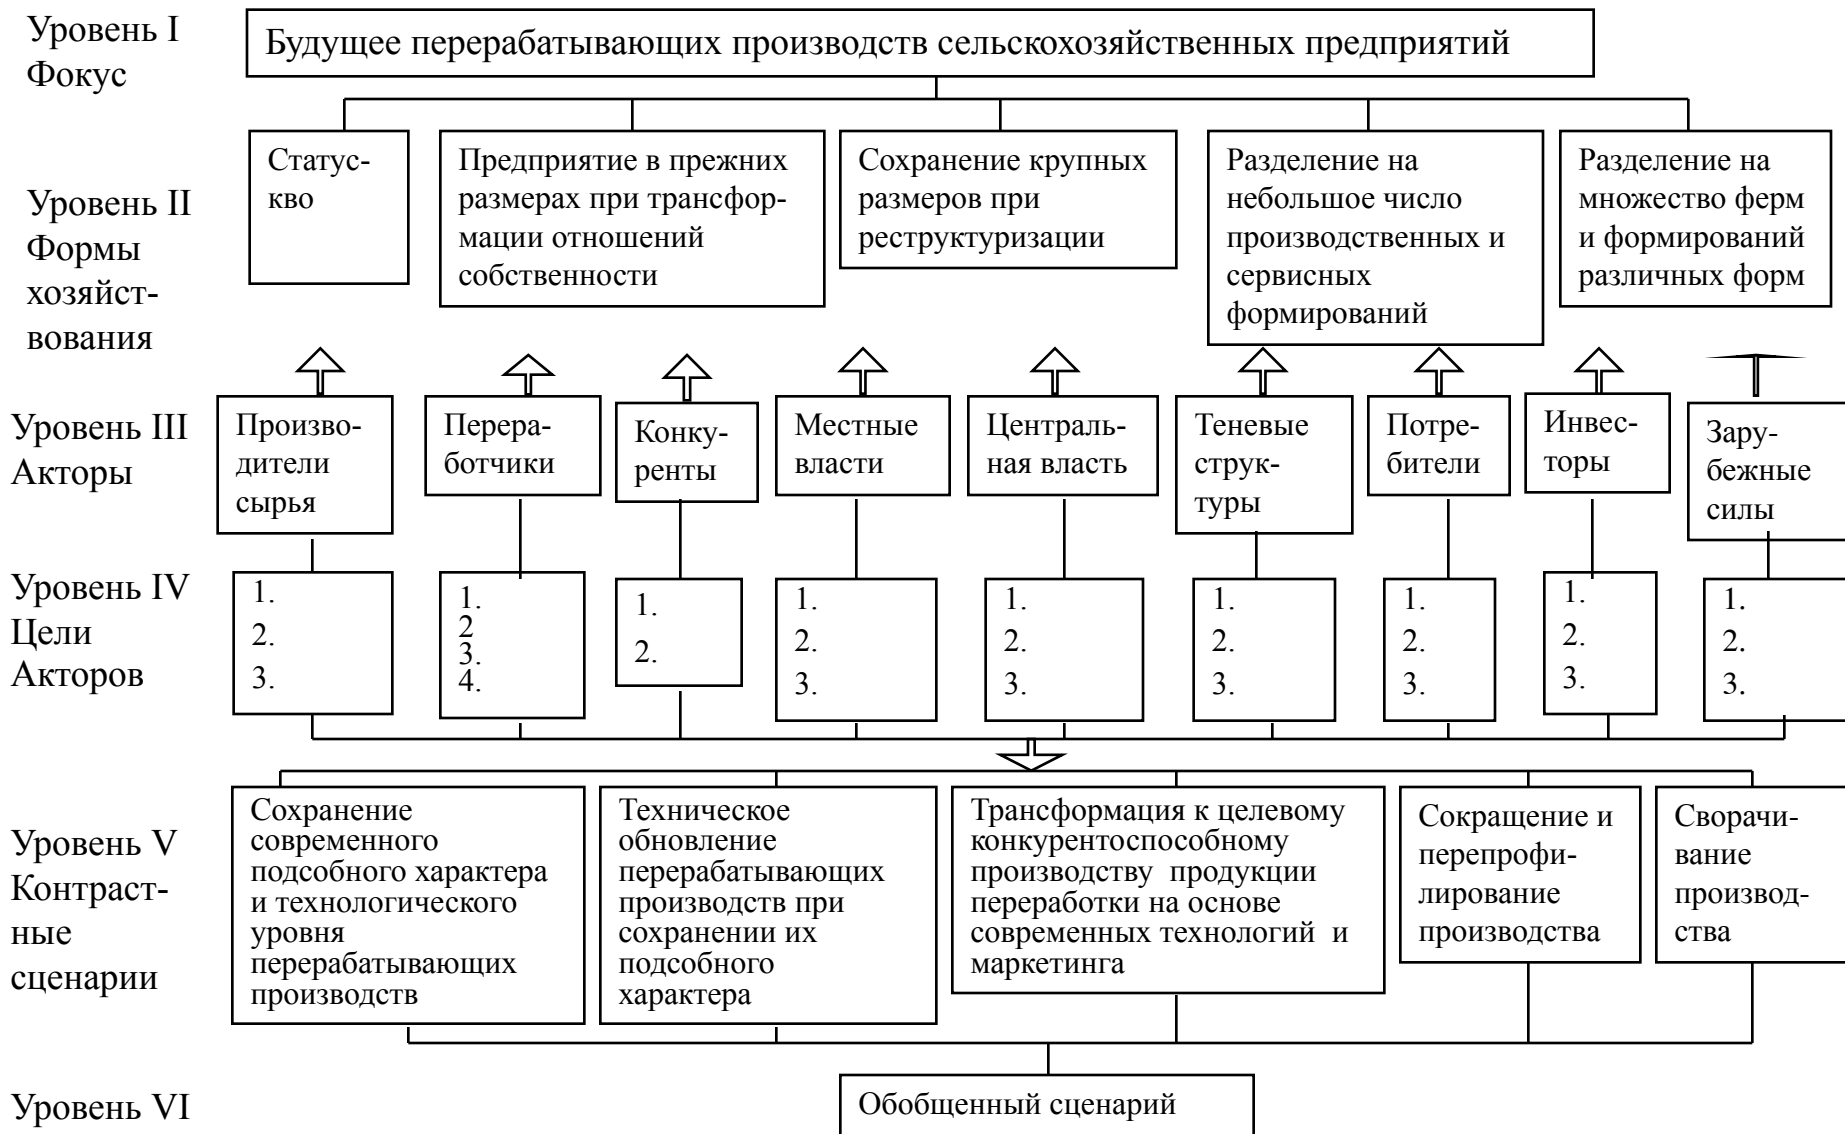 Уровень I
Фокус
Будущее перерабатывающих производств сельскохозяйственных предприятий
Уровень II
Формы
хозяйст-
вования
Статус-
кво
Предприятие в прежних
размерах при трансфор-
мации отношений
собственности
Сохранение крупных
размеров при
реструктуризации
Разделение на
небольшое число
производственных и
сервисных
формирований
Разделение на
множество ферм
и формирований
различных форм
Уровень III
Акторы
Произво-
дители
сырья
Перера-
ботчики
Конку-
ренты
Местные
власти
Централь-
ная власть
Теневые
струк-
туры
Потре-
бители
Инвес-
торы
Зару-
бежные
силы
Уровень IV
Цели
Акторов
1.
2.
3.
1.
2
3.
4.
1.
2.
1.
2.
3.
1.
2.
3.
1.
2.
3.
1.
2.
3.
1.
2.
3.
1.
2.
3.
Уровень V
Контраст-
ные
сценарии
Сохранение
современного
подсобного характера
и технологического
уровня
перерабатывающих
производств
Техническое
обновление
перерабатывающих
производств при
сохранении их
подсобного
характера
Трансформация к целевому
конкурентоспособному
производству продукции
переработки на основе
современных технологий и
маркетинга
Сокращение и
перепрофи-
лирование
производства
Сворачи-
вание
производ-
ства
Уровень VI
Обобщенный сценарий